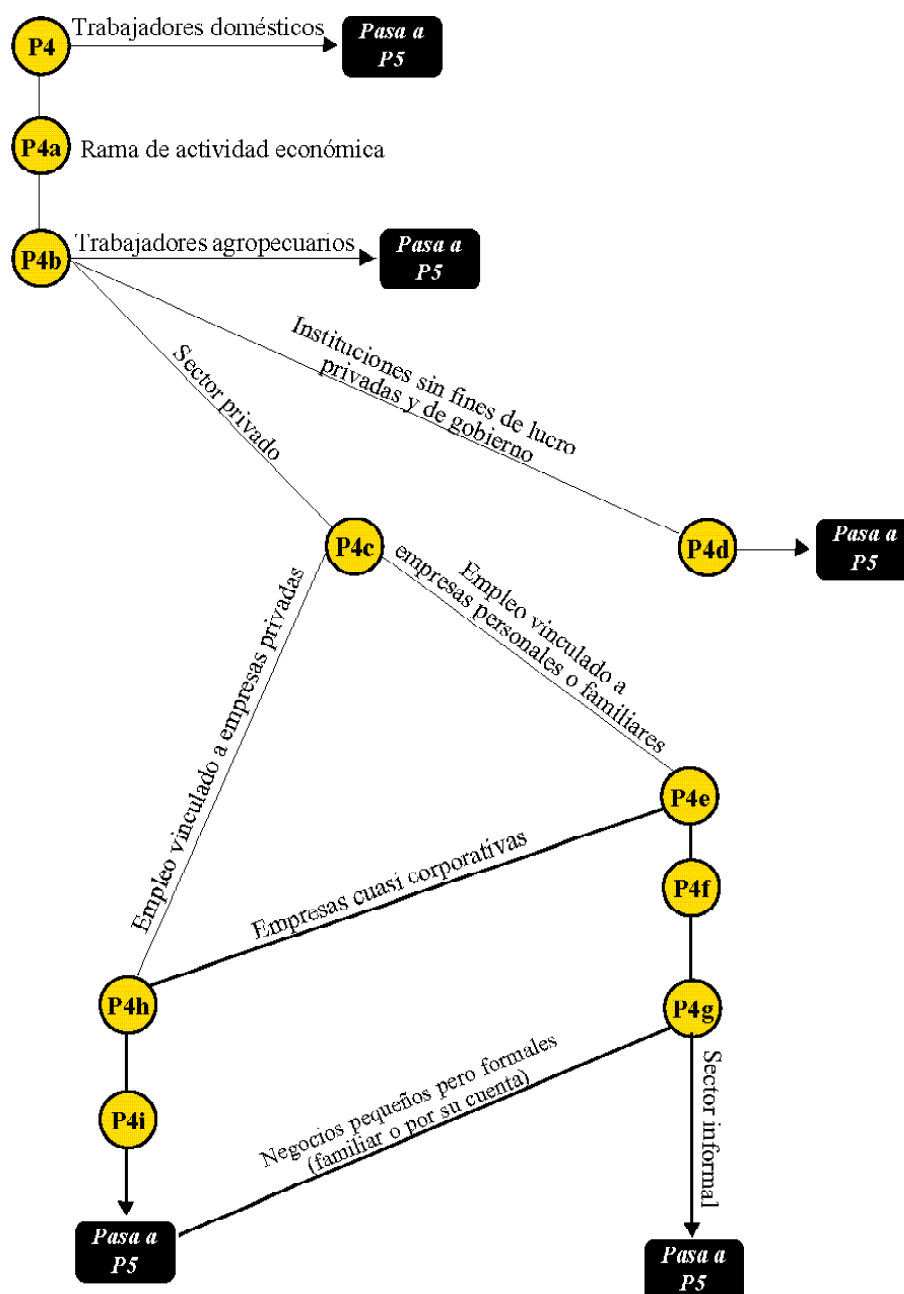 P4
Trabajadores domésticos
Pasa a
P5
P4a
Rama de actividad económica
P4b
Trabajadores agropecuarios
Pasa a
P5
Instituciones sin fines de lucro
privadas y de gobierno
Sector privado
P4c
P4d
Pasa a
P5
Empleo vinculado a
empresas personales o familiares
Empleo vinculado a empresas privadas
P4e
Empresas cuasi corporativas
P4f
P4h
P4g
Negocios pequeños pero formales
(familiar o por su cuenta)
Sector informal
P4i
Pasa a
P5
Pasa a
P5